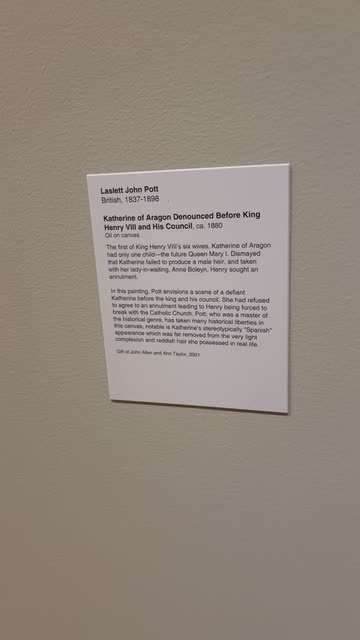 Laslett John Pott
British, 1837-1898
Katherine of Aragon Denounced Before King
Henry VIII and His Council, ca. 1880
Oil on canvas
The first of King Henry VIII's six wives, Katherine of Aragon
had only one child—the future Queen Mary I. Dismayed
that Katherine failed to produce a male heir, and taken
with her lady-in-waiting, Anne Boleyn, Henry sought an
annulment.
In this painting, Pott envisions a scene of a defiant
Katherine before the king and his council. She had refused
to agree to an annulment leading to Henry being forced to
break with the Catholic Church. Pott, who was a master of
the historical genre, has taken many historical liberties in
this canvas, notable is Katherine's stereotypically "Spanish"
appearance which was far removed from the very light
complexion and reddish hair she possessed in real life.
Gift of John Allen and Ann Taylor, 2001